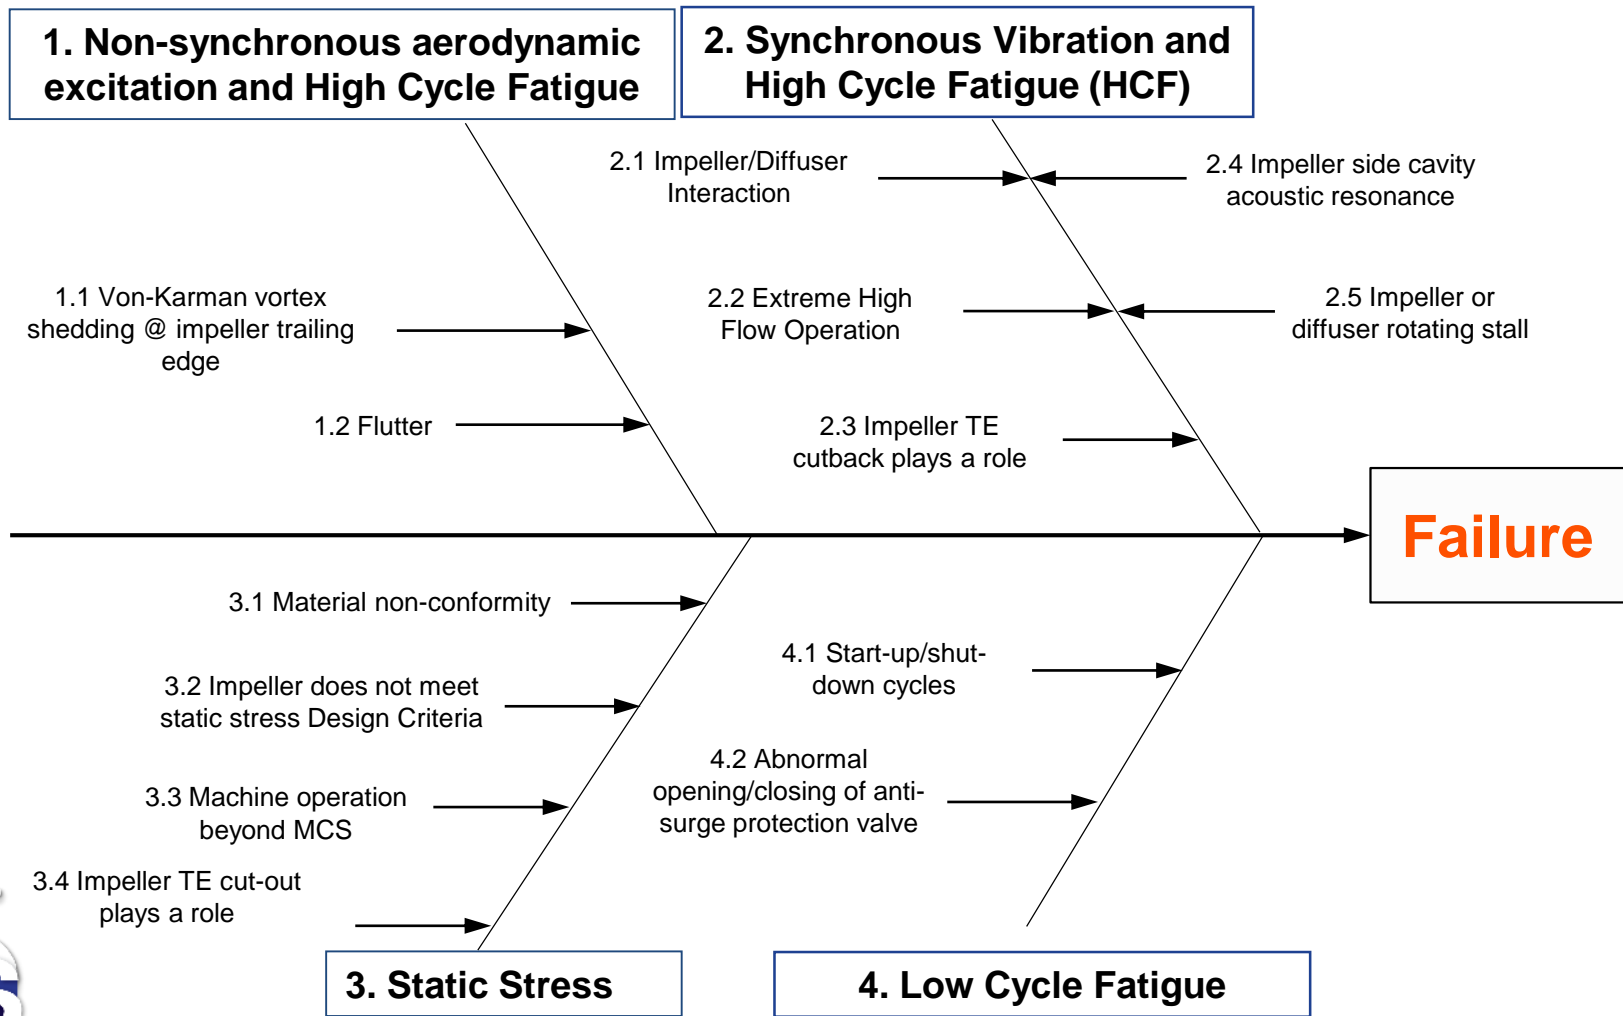 1. Non-synchronous aerodynamic
excitation and High Cycle Fatigue
2. Synchronous Vibration and
High Cycle Fatigue (HCF)
2.1 Impeller/Diffuser
Interaction
2.4 Impeller side cavity
acoustic resonance
1.1 Von-Karman vortex
shedding @ impeller trailing
edge
2.2 Extreme High
Flow Operation
2.5 Impeller or
diffuser rotating stall
1.2 Flutter
2.3 Impeller TE
cutback plays a role
Failure
3.1 Material non-conformity
3.2 Impeller does not meet
static stress Design Criteria
3.3 Machine operation
beyond MCS
3.4 Impeller TE cut-out
plays a role
4.1 Start-up/shut-
down cycles
4.2 Abnormal
opening/closing of anti-
surge protection valve
3. Static Stress
4. Low Cycle Fatigue